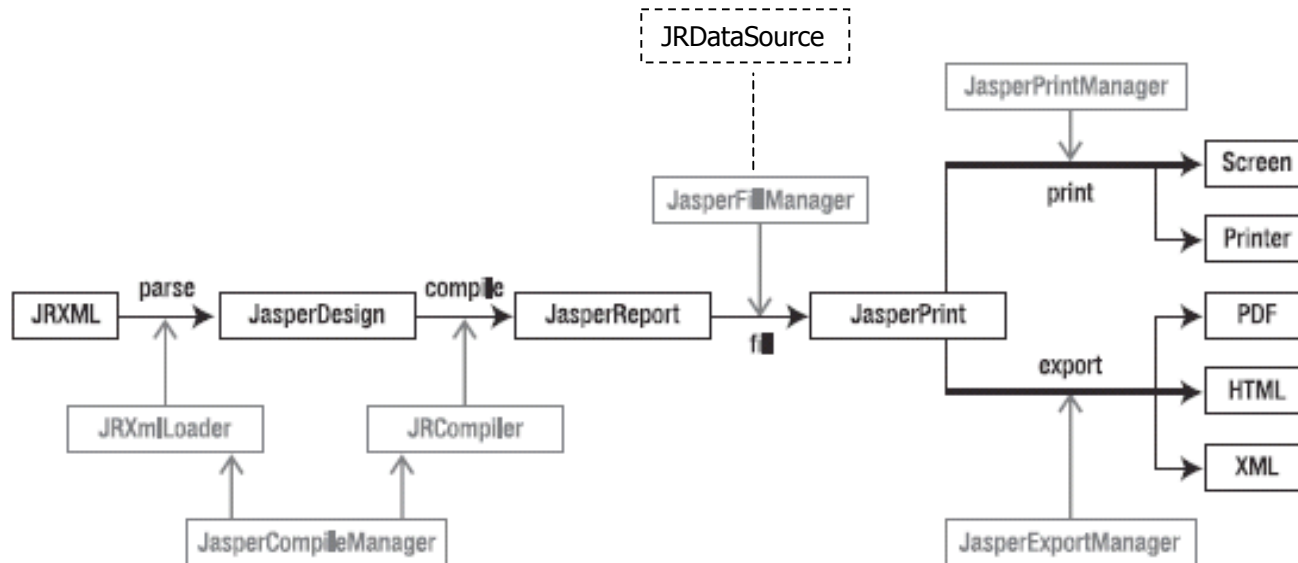 JRDataSource
JasperPrintManager
Screen
JasperFillManager
print
Printer
parse
compile
JRXML
JasperDesign
JasperReport
fill
JasperPrint
PDF
export
HTML
JRXmlLoader
JRCompiler
XML
JasperCompileManager
JasperExportManager